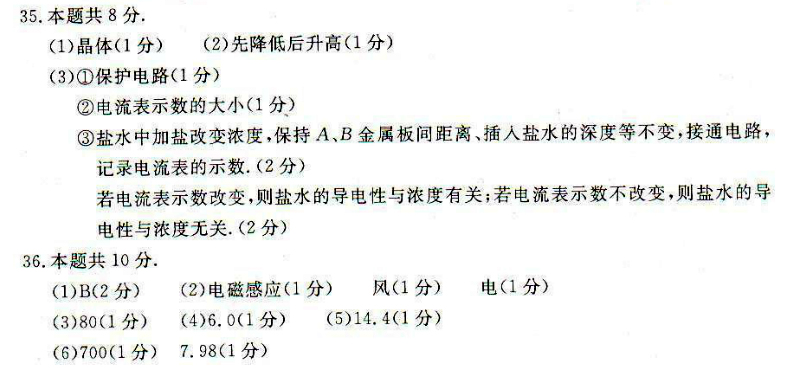 35.本题共8分.
(1)晶体(1分) (2)先降低后升高(1分)
(3)①保护电路(1分)
②电流表示数的大小(1分)
③盐水中加盐改变浓度,保持A、B金属板间距离、插入盐水的深度等不变,接通电路,
记录电流表的示数.(2分)
若电流表示数改变,则盐水的导电性与浓度有关;若电流表示数不改变,则盐水的导
电性与浓度无关.(2分)
36.本题共10分.
(1)B(2分) (2)电磁感应(1分) 风(1分) 电(1分)
(3)80(1分) (4)6.0(1分) (5)14.4(1分)
(6)700(1分) 7.98(1分)